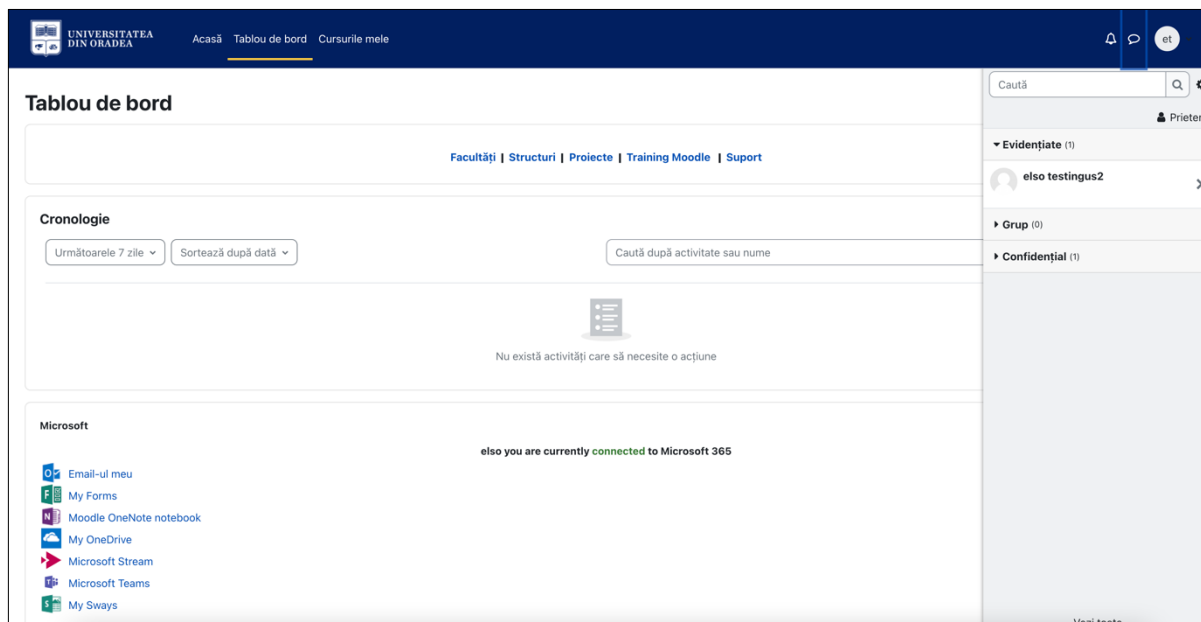 UNIVERSITATEA
DIN ORADEA
Acasă Tablou de bord Cursurile mele
et
Tablou de bord
Facultăți | Structuri | Proiecte | Training Moodle | Suport
Cronologie
Următoarele 7 zile Sortează după dată Caută după activitate sau nume
Nu există activități care să necesite o acțiune
Microsoft
elso you are currently connected to Microsoft 365
Email-ul meu
My Forms
Moodle OneNote notebook
My OneDrive
Microsoft Stream
Microsoft Teams
My Sways
Caută
Evidențiate (1)
elso testingus2
Grup (0)
Confidențial (1)